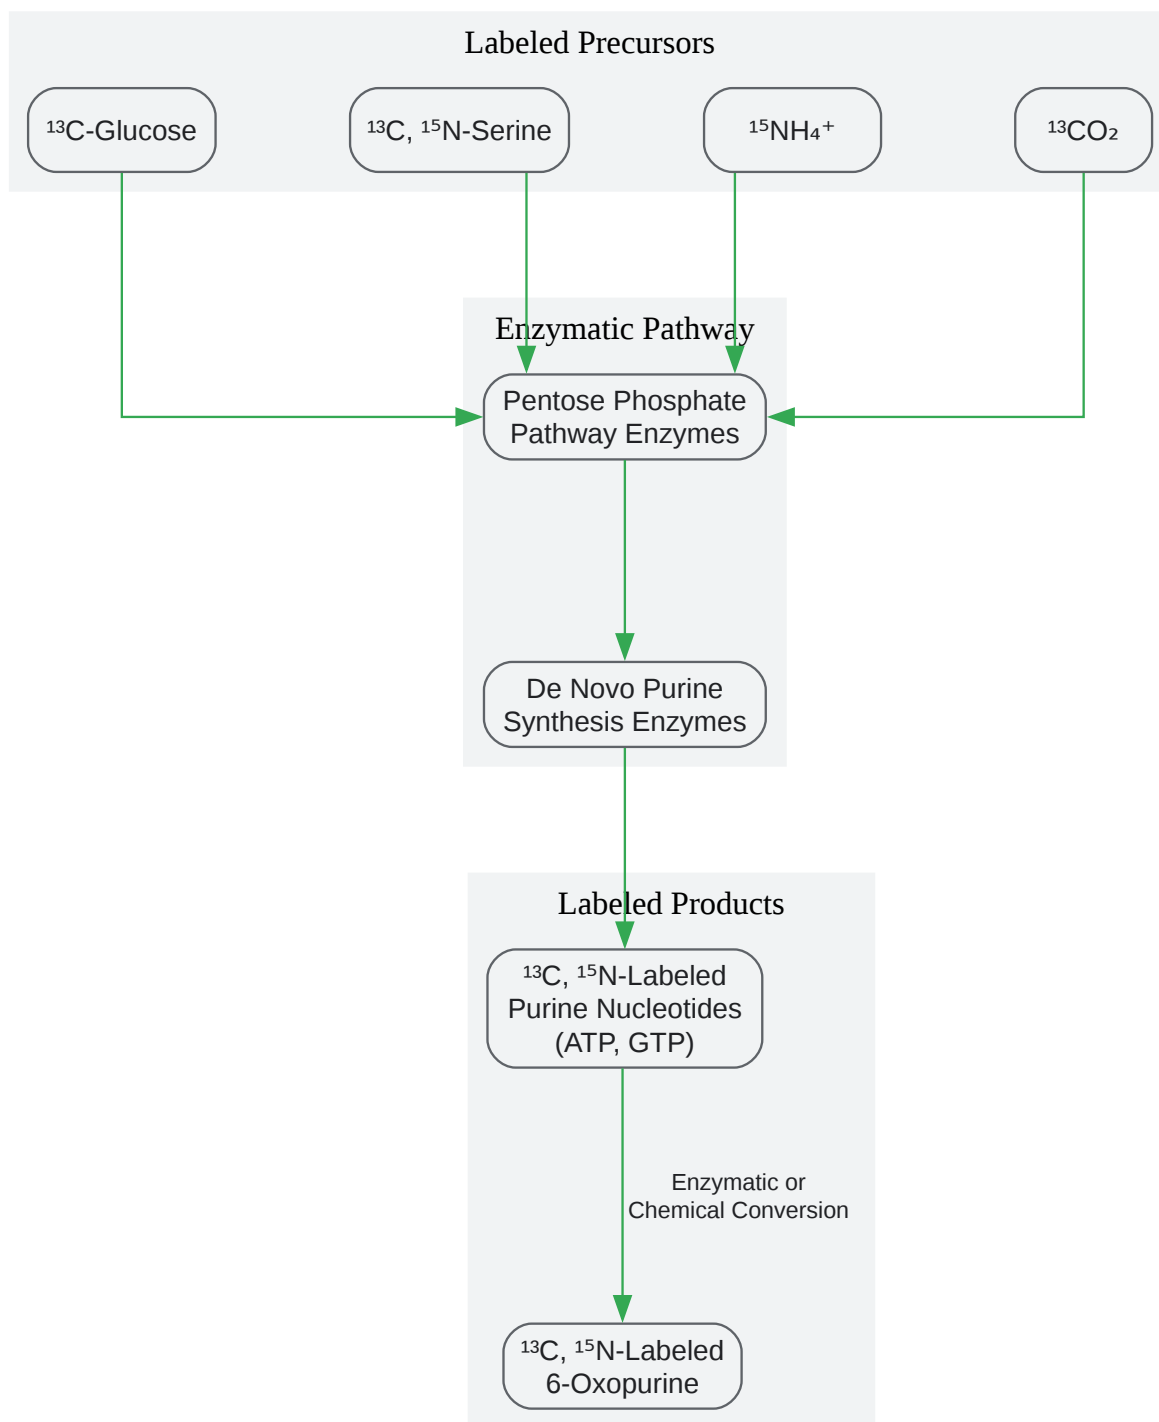 Labeled Precursors
¹³C-Glucose
¹³C, ¹⁵N-Serine
¹⁵NH₄⁺
¹³CO₂
Enzymatic Pathway
Pentose Phosphate
Pathway Enzymes
De Novo Purine
Synthesis Enzymes
Labeled Products
¹³C, ¹⁵N-Labeled
Purine Nucleotides
(ATP, GTP)
Enzymatic or
Chemical Conversion
¹³C, ¹⁵N-Labeled
6-Oxopurine